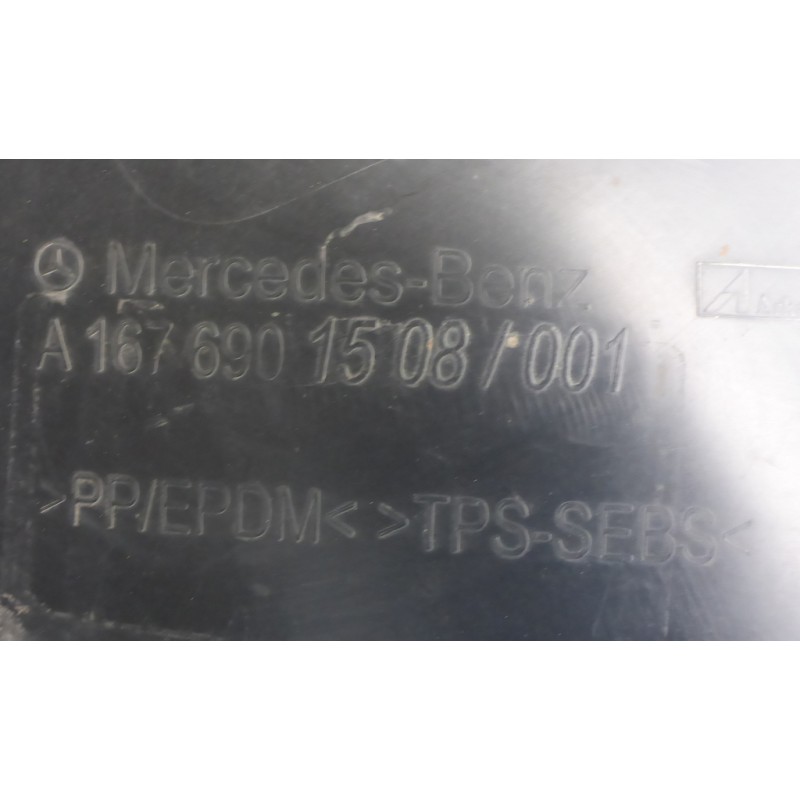 Mercedes-Benz
A 167 690 15 08 / 001
>PP/EPDM< >TPS-SEBS<